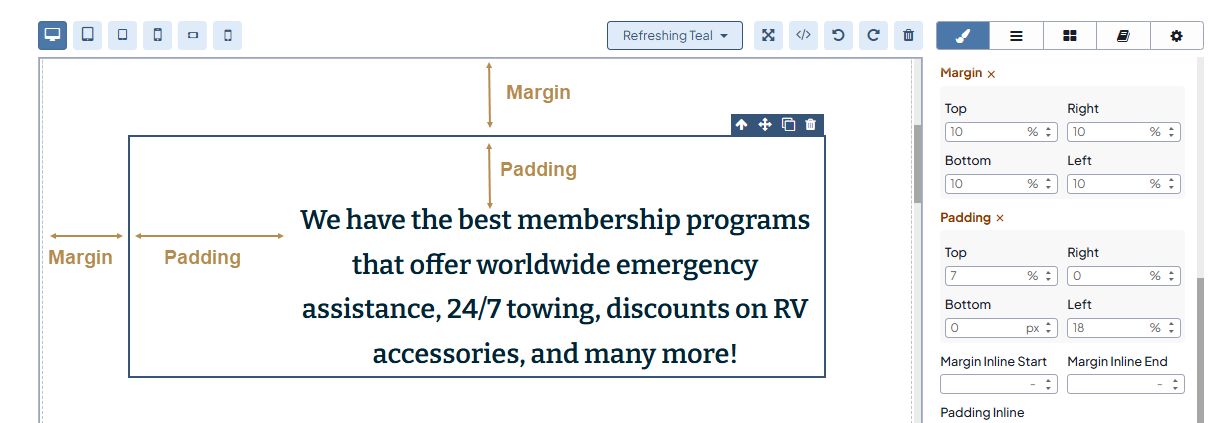 Refreshing Teal
</>
Margin
Padding
Margin
Padding
We have the best membership programs
that offer worldwide emergency
assistance, 24/7 towing, discounts on RV
accessories, and many more!
Margin ×
Top Right
10 % 10 %
Bottom Left
10 % 10 %
Padding ×
Top Right
7 % 0 %
Bottom Left
0 px 18 %
Margin Inline Start Margin Inline End
- -
Padding Inline